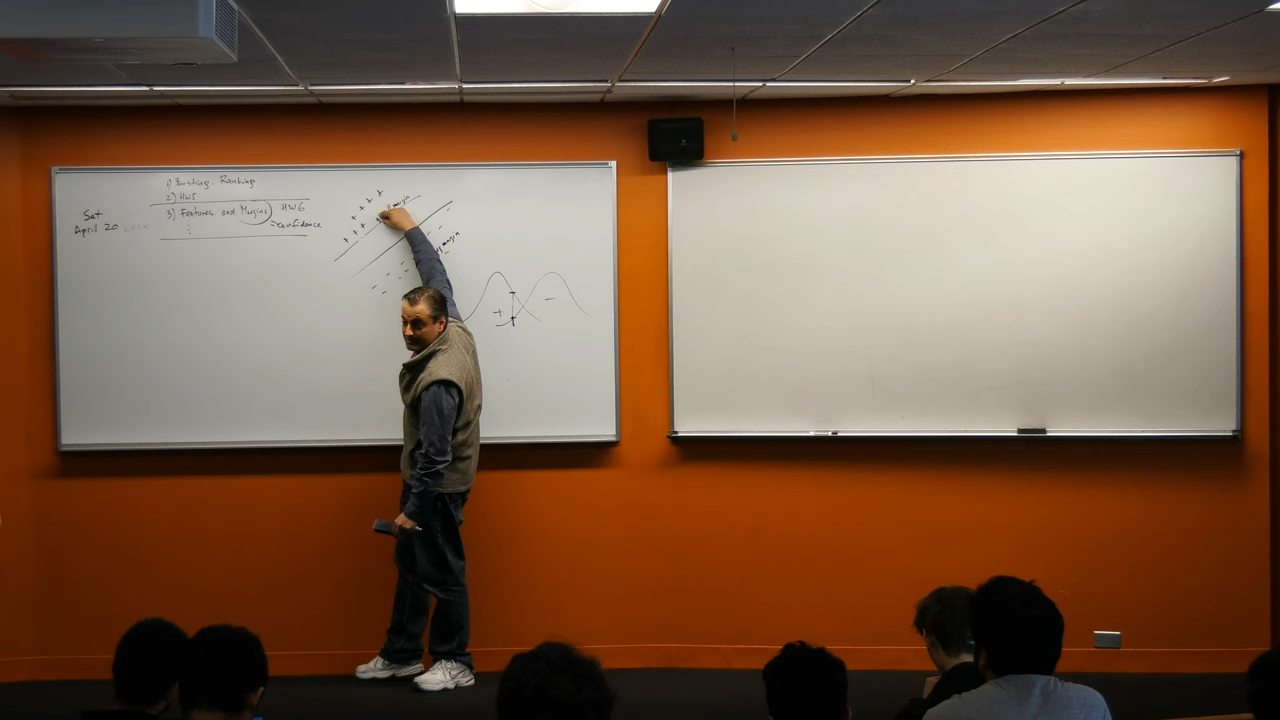 1) Boosting. Ranking
2) HW5
3) Features and Margins HW6
confidence
Sat
April 20
margin
margin
+ + + +
+ + + +
- - -
- - -
+
-